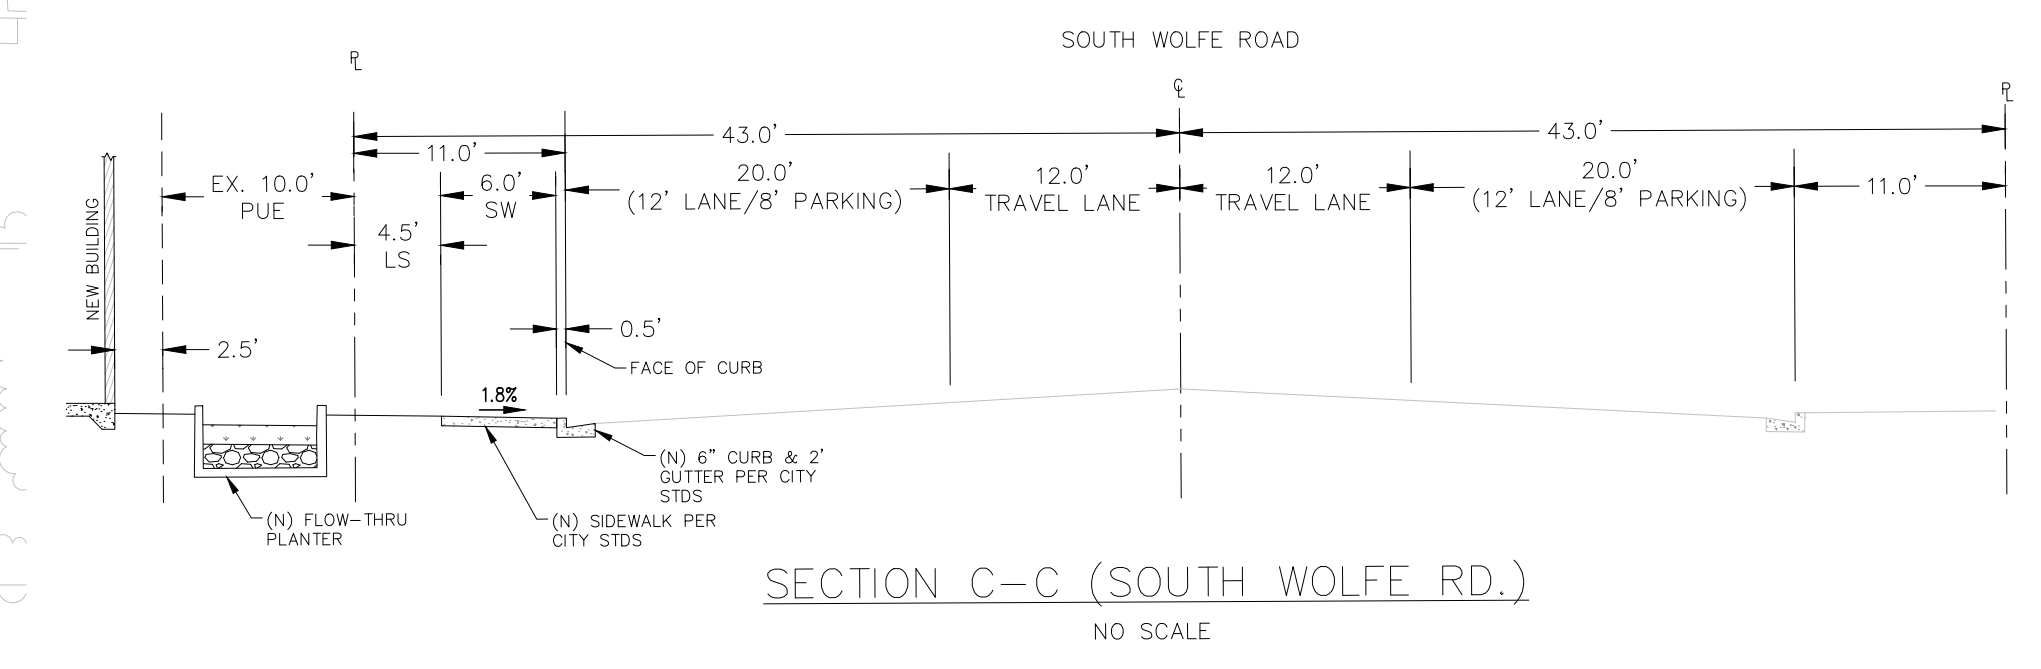 SOUTH WOLFE ROAD
PL
CL
PL
43.0'
43.0'
11.0'
EX. 10.0'
PUE
6.0'
SW
20.0'
(12' LANE/8' PARKING)
12.0'
TRAVEL LANE
12.0'
TRAVEL LANE
20.0'
(12' LANE/8' PARKING)
11.0'
4.5'
LS
NEW BUILDING
2.5'
0.5'
FACE OF CURB
1.8%
(N) 6" CURB & 2'
GUTTER PER CITY
STDS
(N) FLOW-THRU
PLANTER
(N) SIDEWALK PER
CITY STDS
SECTION C-C (SOUTH WOLFE RD.)
NO SCALE